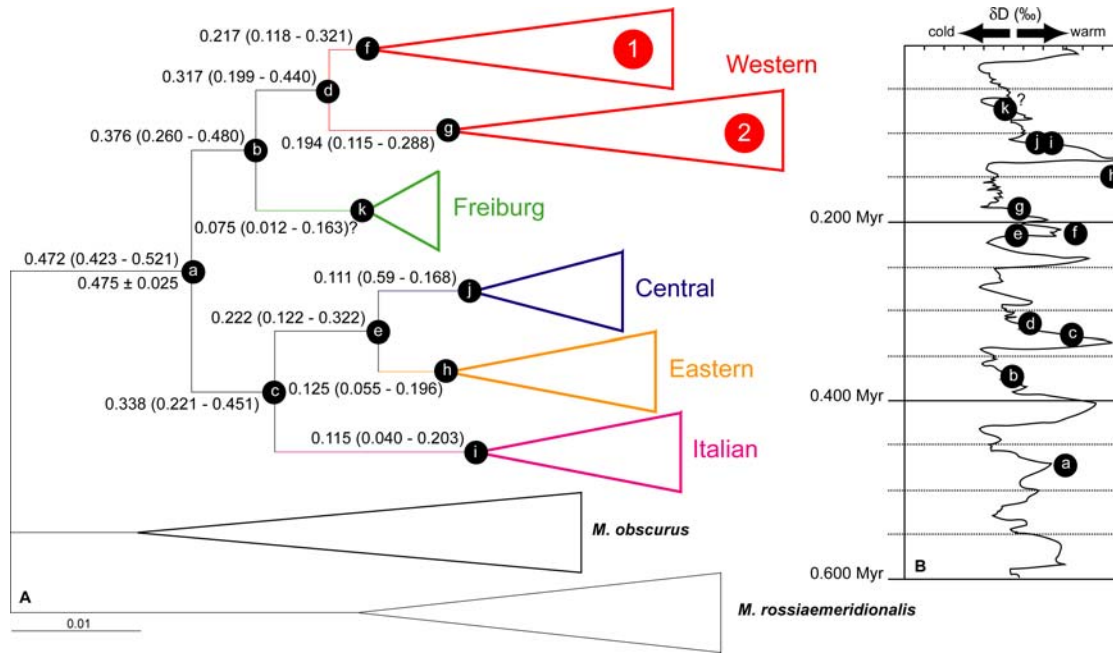 0.217 (0.118 - 0.321)
f
1
0.317 (0.199 - 0.440)
d
Western
0.376 (0.260 - 0.480)
b
g
2
0.194 (0.115 - 0.288)
k
Freiburg
0.075 (0.012 - 0.163)?
0.472 (0.423 - 0.521)
a
0.475 ± 0.025
0.111 (0.59 - 0.168)
j
Central
0.222 (0.122 - 0.322)
e
h
Eastern
0.125 (0.055 - 0.196)
c
0.338 (0.221 - 0.451)
0.115 (0.040 - 0.203)
i
Italian
M. obscurus
A
M. rossiaemeridionalis
0.01
δD (‰)
cold
warm
k
?
j
i
h
g
0.200 Myr
e
f
d
c
b
0.400 Myr
a
B
0.600 Myr